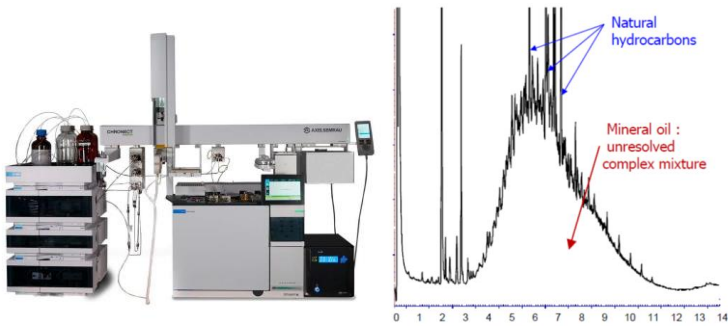 CHRONECT
AXEL SEMRAU
Natural
hydrocarbons
Mineral oil :
unresolved
complex mixture
0 1 2 3 4 5 6 7 8 9 10 11 12 13 14